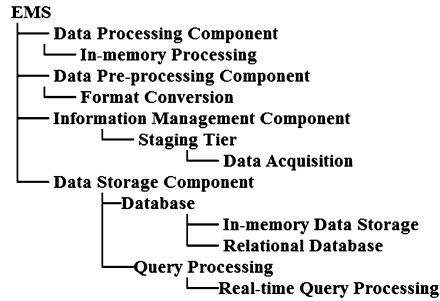 EMS
Data Processing Component
In-memory Processing
Data Pre-processing Component
Format Conversion
Information Management Component
Staging Tier
Data Acquisition
Data Storage Component
Database
In-memory Data Storage
Relational Database
Query Processing
Real-time Query Processing